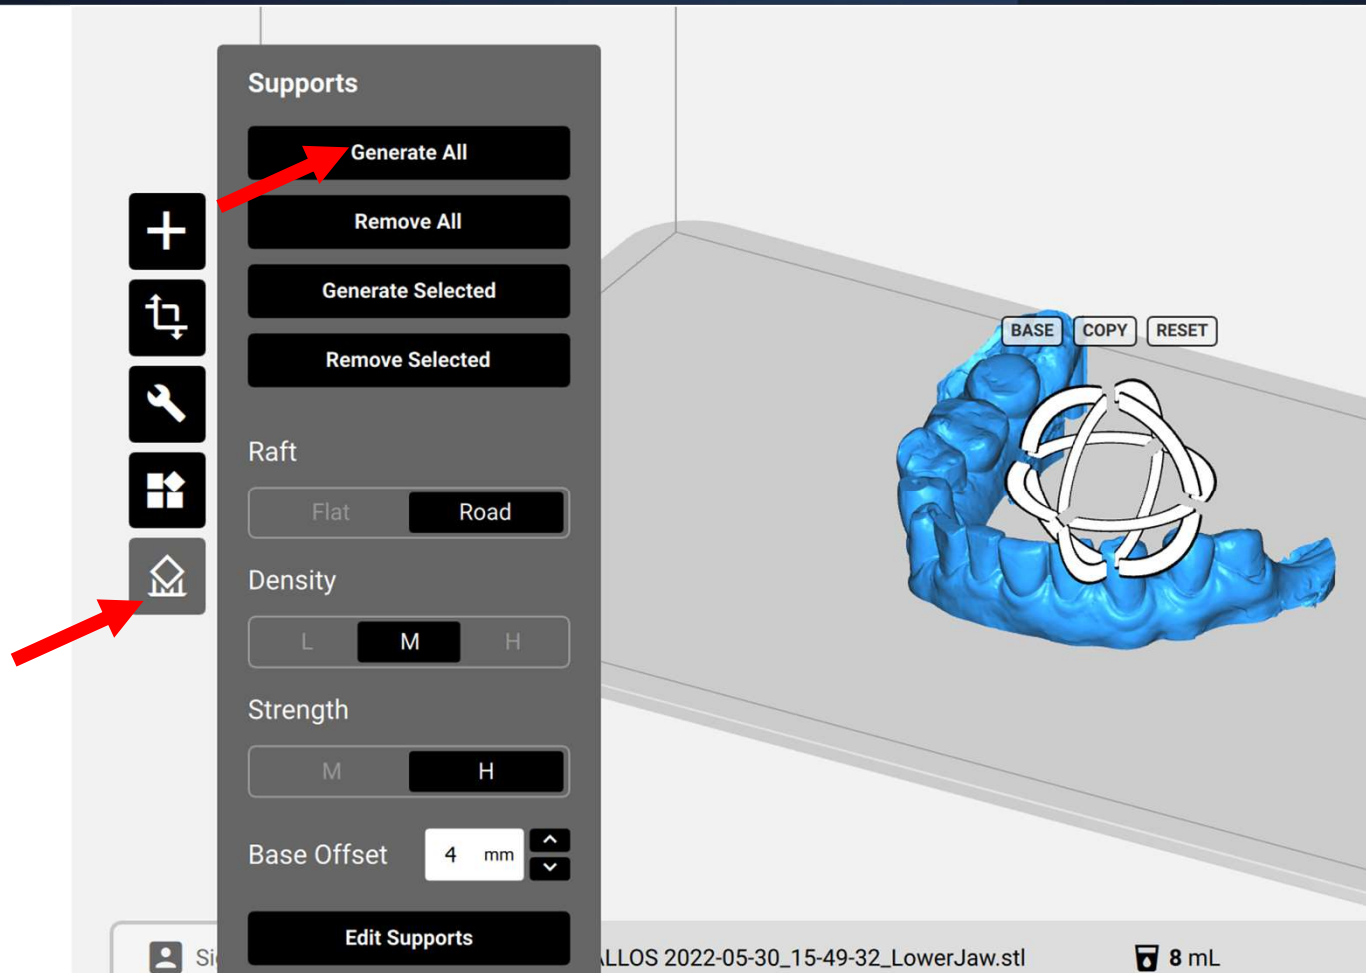 Supports
Generate All
Remove All
Generate Selected
Remove Selected
Raft
Flat Road
Density
L M H
Strength
M H
Base Offset 4 mm
Edit Supports
BASE COPY RESET
2022-05-30_15-49-32_LowerJaw.stl
8 mL